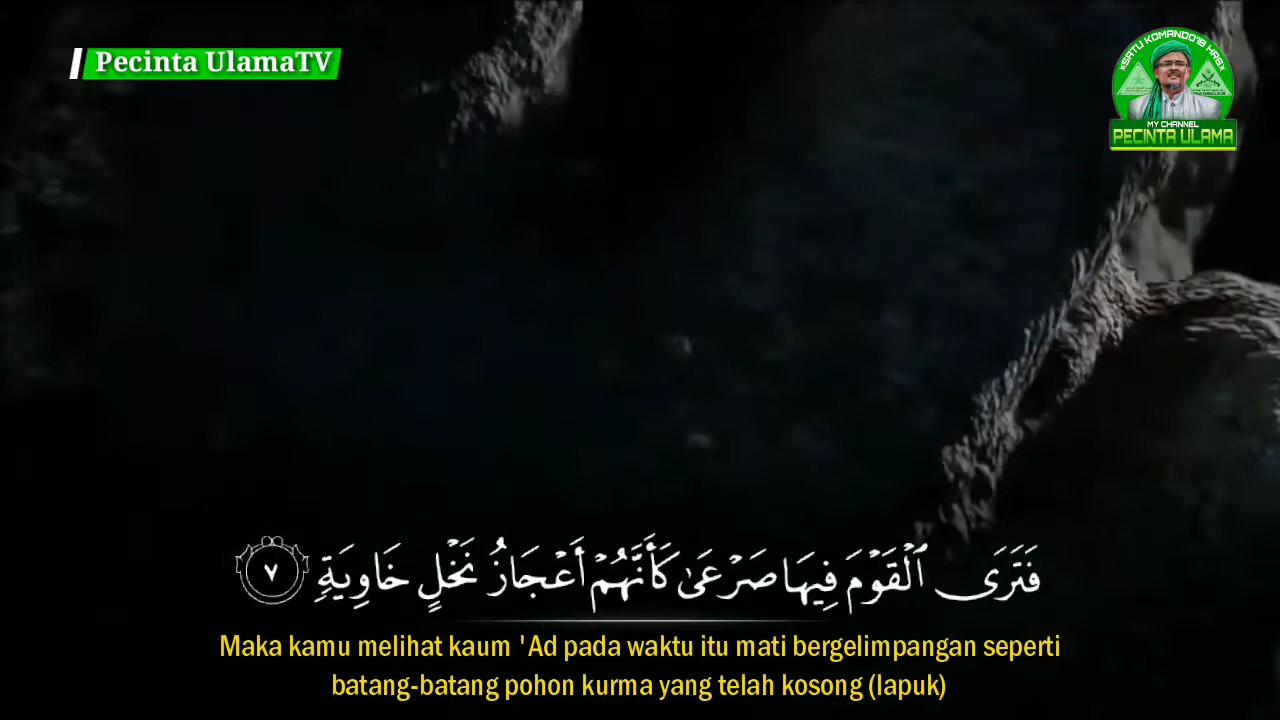 Pecinta UlamaTV
★SATU KOMANDO IB HRS★
MY CHANNEL
PECINTA ULAMA
فَتَرَى ٱلْقَوْمَ فِيهَا صَرْعَىٰ كَأَنَّهُمْ أَعْجَازُ نَخْلٍ خَاوِيَةٍ ٧
Maka kamu melihat kaum 'Ad pada waktu itu mati bergelimpangan seperti
batang-batang pohon kurma yang telah kosong (lapuk)